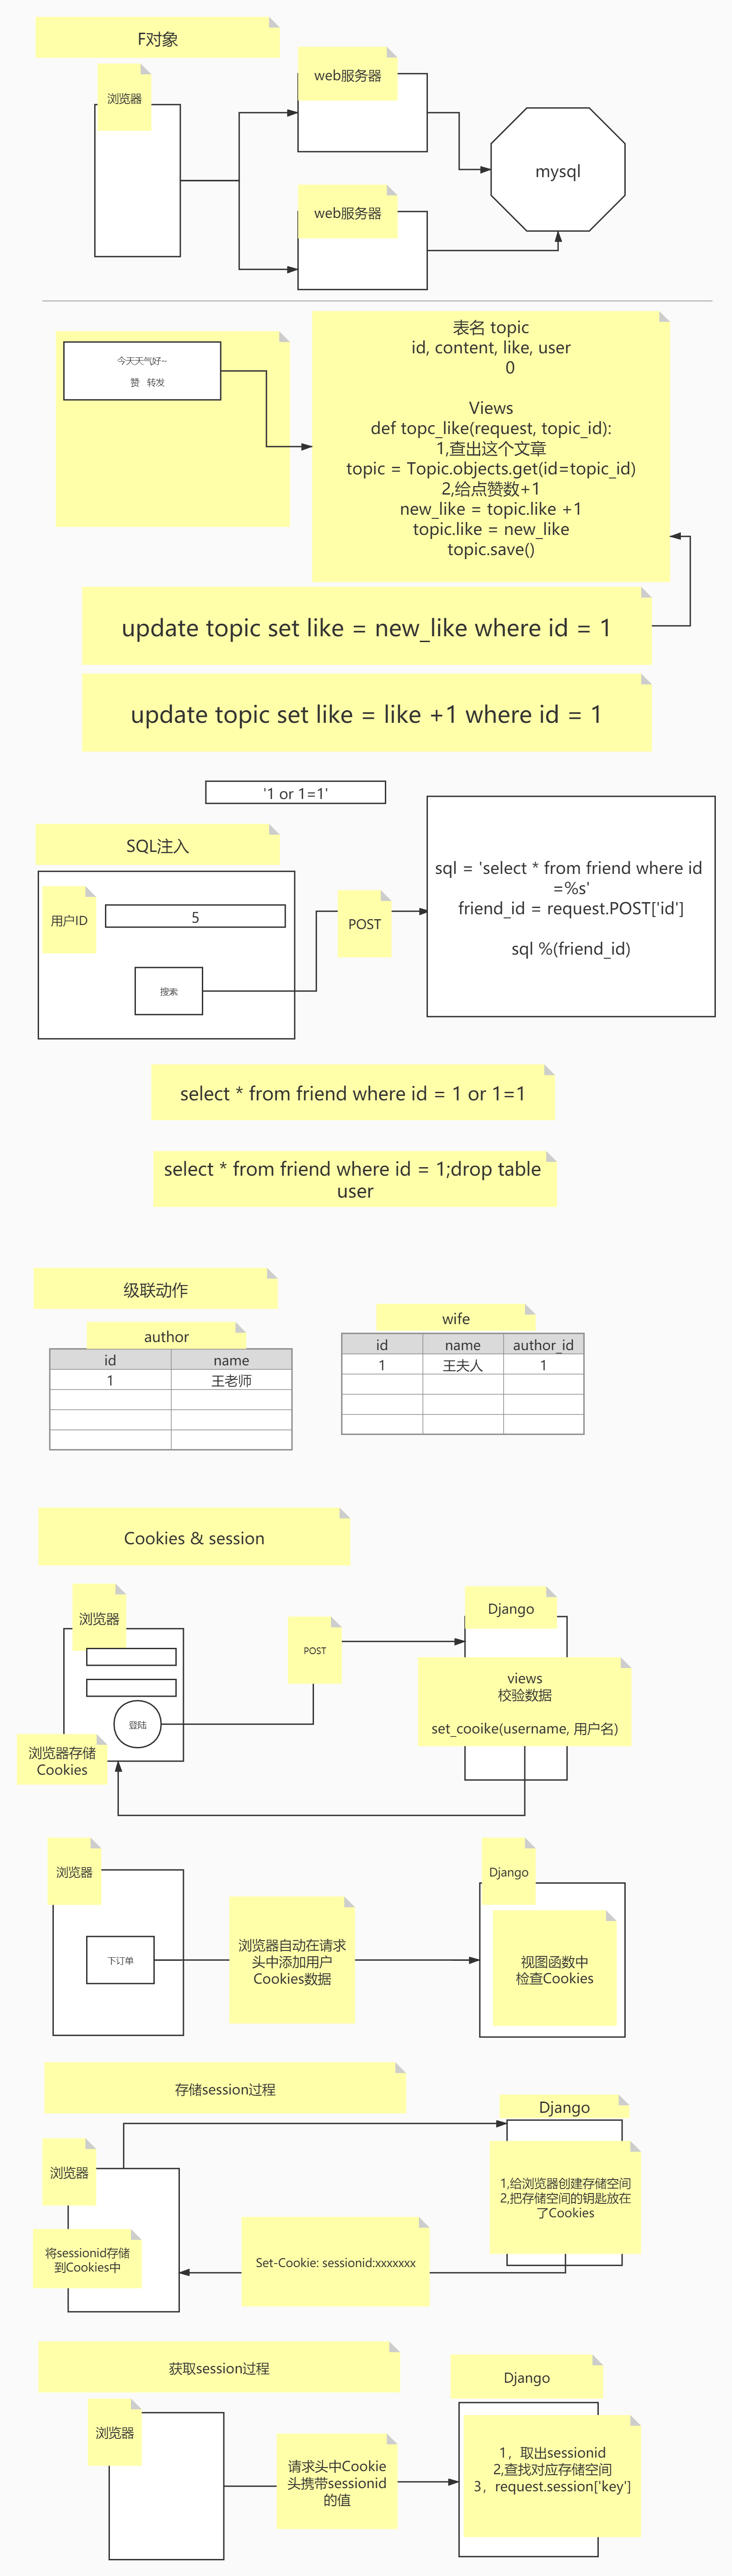 F对象
浏览器
web服务器
web服务器
mysql
今天天气好~
赞 转发
表名 topic
id, content, like, user
0
Views
def topc_like(request, topic_id):
1,查出这个文章
topic = Topic.objects.get(id=topic_id)
2,给点赞数+1
new_like = topic.like +1
topic.like = new_like
topic.save()
update topic set like = new_like where id = 1
update topic set like = like +1 where id = 1
'1 or 1=1'
SQL注入
用户ID
5
搜索
POST
sql = 'select * from friend where id
=%s'
friend_id = request.POST['id']
sql %(friend_id)
select * from friend where id = 1 or 1=1
select * from friend where id = 1;drop table
user
级联动作
author
id name
1 王老师
wife
id name author_id
1 王夫人 1
Cookies & session
浏览器
登陆
浏览器存储
Cookies
POST
Django
views
校验数据
set_cooike(username, 用户名)
浏览器
下订单
浏览器自动在请求
头中添加用户
Cookies数据
Django
视图函数中
检查Cookies
存储session过程
浏览器
将sessionid存储
到Cookies中
Set-Cookie: sessionid:xxxxxxx
Django
1,给浏览器创建存储空间
2,把存储空间的钥匙放在
了Cookies
获取session过程
浏览器
请求头中Cookie
头携带sessionid
的值
Django
1，取出sessionid
2,查找对应存储空间
3，request.session['key']